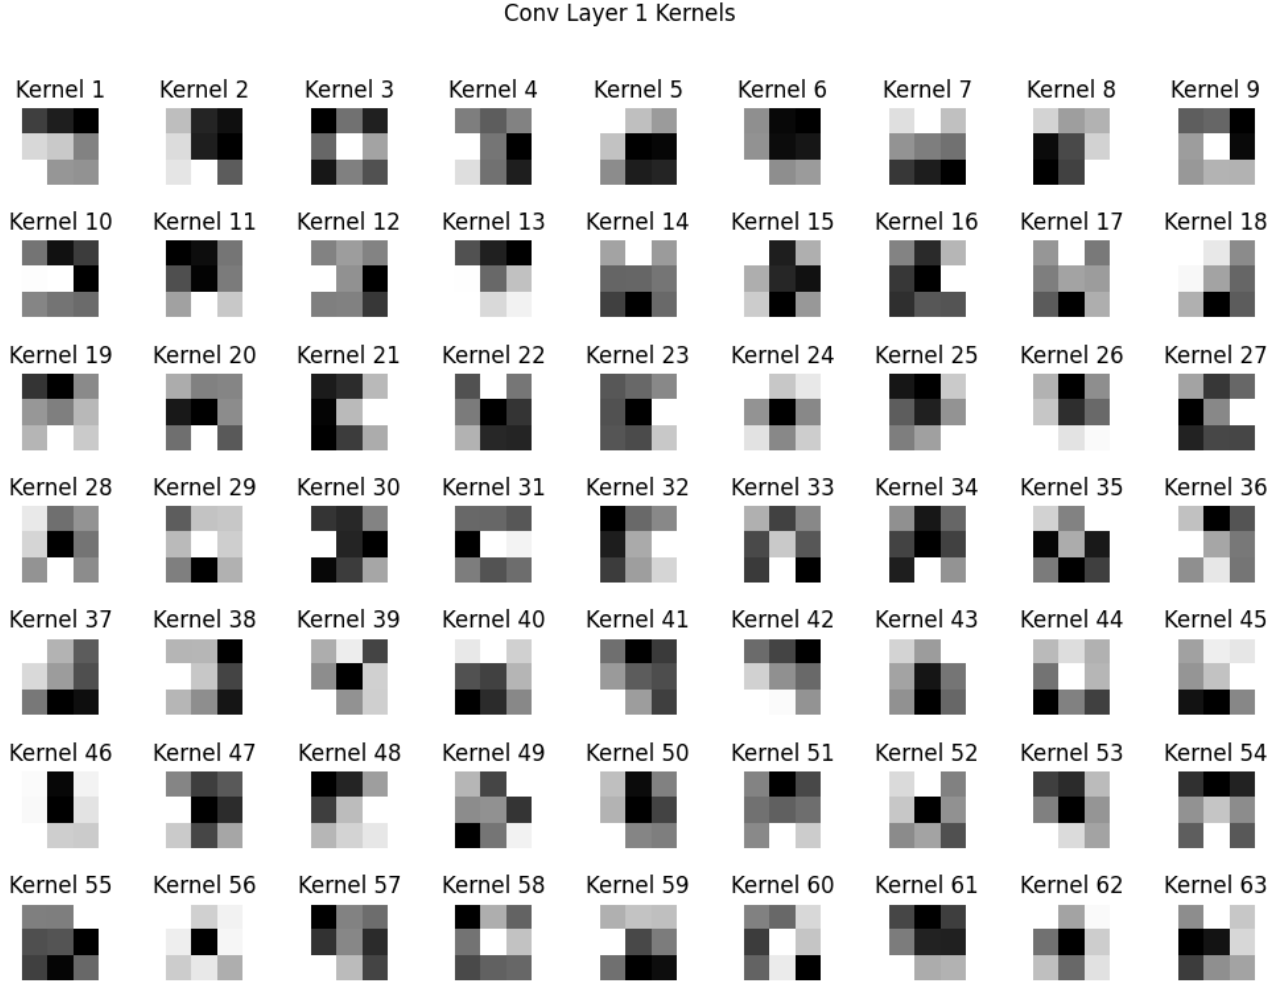 Conv Layer 1 Kernels
Kernel 1 Kernel 2 Kernel 3 Kernel 4 Kernel 5 Kernel 6 Kernel 7 Kernel 8 Kernel 9
Kernel 10 Kernel 11 Kernel 12 Kernel 13 Kernel 14 Kernel 15 Kernel 16 Kernel 17 Kernel 18
Kernel 19 Kernel 20 Kernel 21 Kernel 22 Kernel 23 Kernel 24 Kernel 25 Kernel 26 Kernel 27
Kernel 28 Kernel 29 Kernel 30 Kernel 31 Kernel 32 Kernel 33 Kernel 34 Kernel 35 Kernel 36
Kernel 37 Kernel 38 Kernel 39 Kernel 40 Kernel 41 Kernel 42 Kernel 43 Kernel 44 Kernel 45
Kernel 46 Kernel 47 Kernel 48 Kernel 49 Kernel 50 Kernel 51 Kernel 52 Kernel 53 Kernel 54
Kernel 55 Kernel 56 Kernel 57 Kernel 58 Kernel 59 Kernel 60 Kernel 61 Kernel 62 Kernel 63